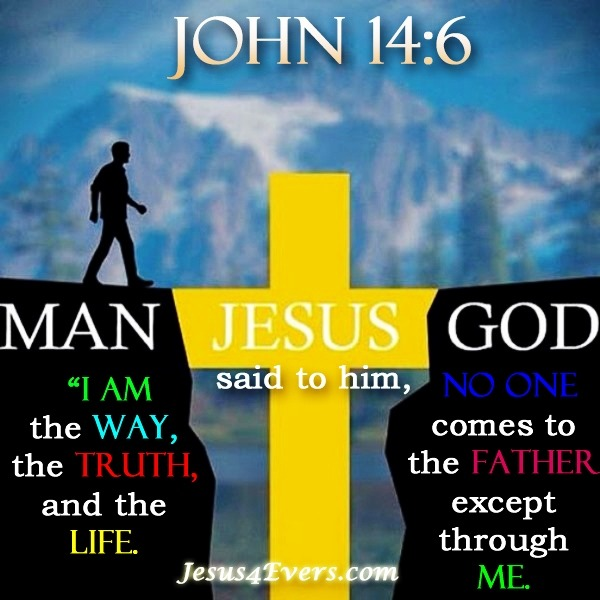 JOHN 14:6
MAN JESUS GOD
said to him,
“I AM
the WAY,
the TRUTH,
and the
LIFE.
NO ONE
comes to
the FATHER
except
through
ME.
Jesus4Evers.com